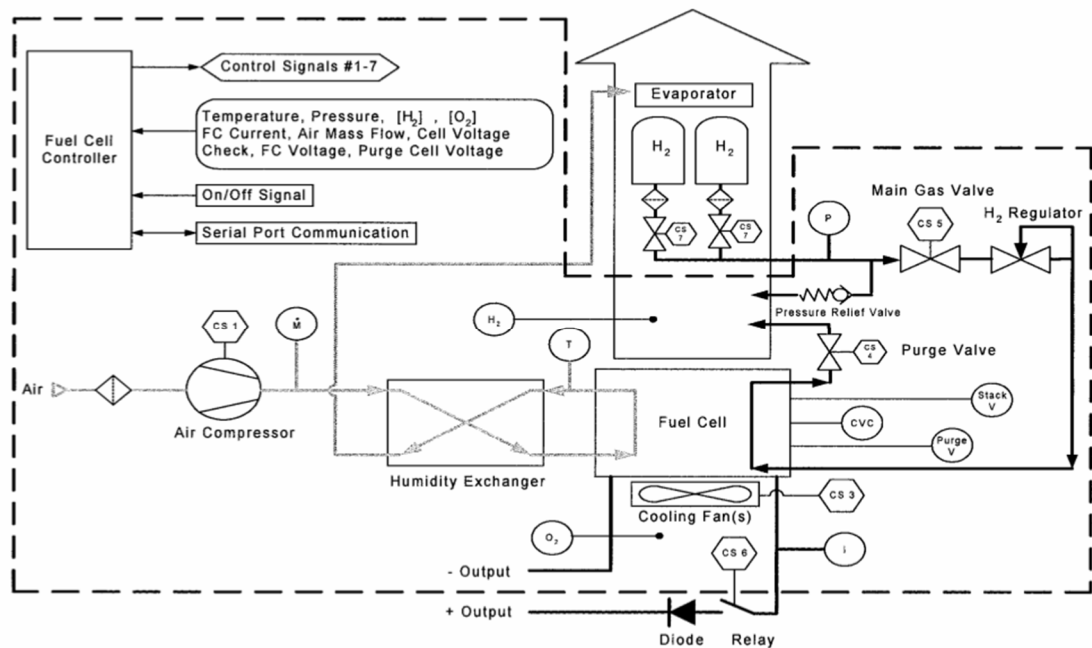 Fuel Cell
Controller
Control Signals #1-7
Temperature, Pressure, [H2] , [O2]
FC Current, Air Mass Flow, Cell Voltage
Check, FC Voltage, Purge Cell Voltage
On/Off Signal
Serial Port Communication
Evaporator
H2
H2
CS
7
CS
7
P
Main Gas Valve
CS 5
H2 Regulator
Pressure Relief Valve
H2
CS
4
Purge Valve
CS 1
Ṁ
T
Air
Air Compressor
Humidity Exchanger
Fuel Cell
Stack
V
CVC
Purge
V
CS 3
Cooling Fan(s)
O2
CS 6
i
- Output
+ Output
Diode
Relay